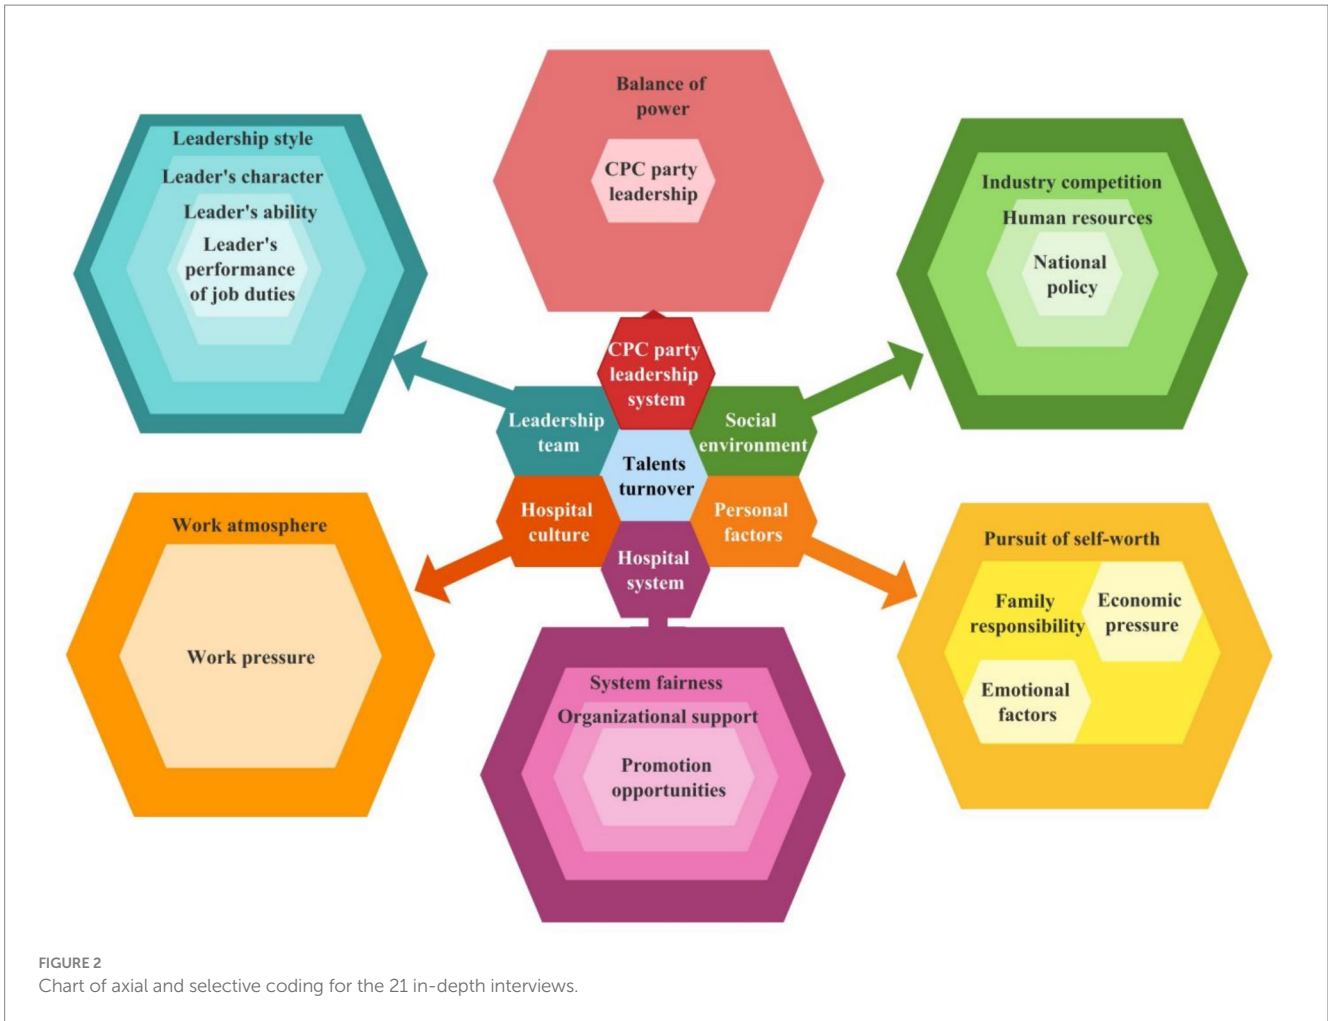 Balance of
power
CPC party
leadership
Leadership style
Leader's character
Leader's ability
Leader's
performance
of job duties
Industry competition
Human resources
National
policy
CPC party
leadership
system
Leadership
team
Social
environment
Talents
turnover
Hospital
culture
Personal
factors
Hospital
system
Work atmosphere
Work pressure
System fairness
Organizational support
Promotion
opportunities
Pursuit of self-worth
Family
responsibility
Economic
pressure
Emotional
factors
FIGURE 2
Chart of axial and selective coding for the 21 in-depth interviews.